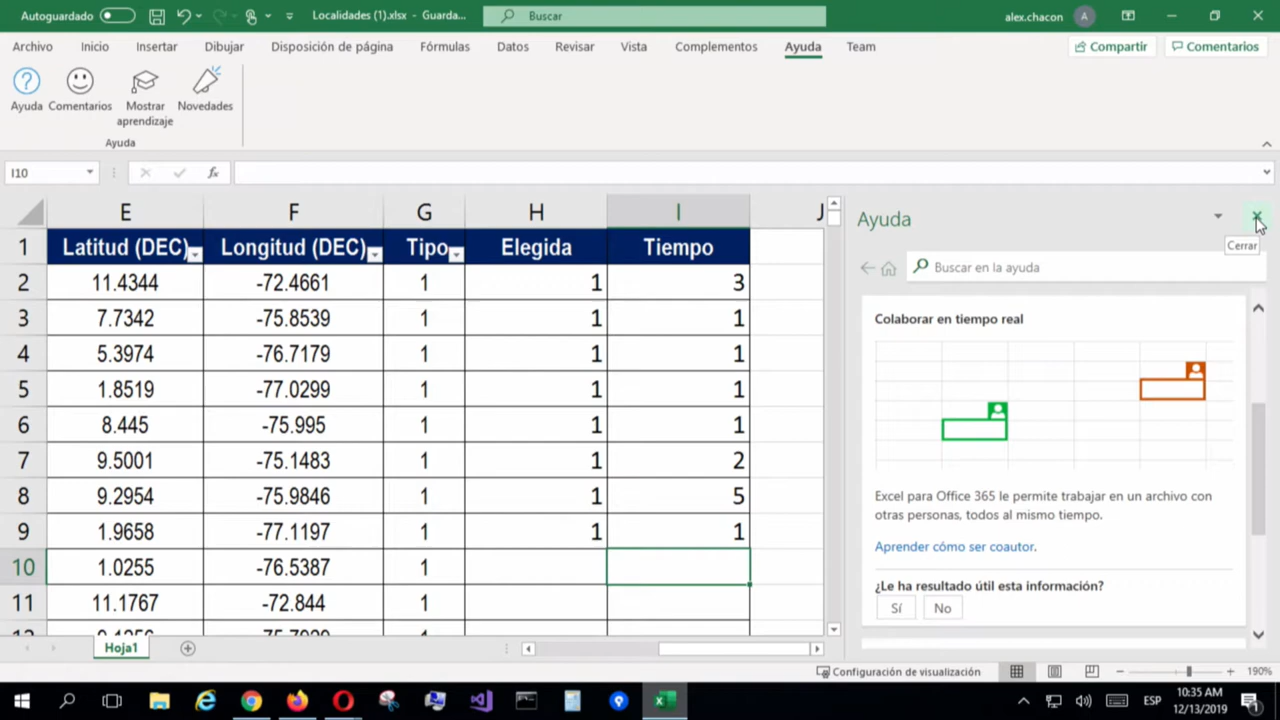 Autoguardado
Localidades (1).xlsx - Guarda...
Buscar
alex.chacon
A
Archivo Inicio Insertar Dibujar Disposición de página Fórmulas Datos Revisar Vista Complementos Ayuda Team
Compartir
Comentarios
Ayuda Comentarios Mostrar aprendizaje Novedades
Ayuda
I10
fx
E F G H I J
1 Latitud (DEC) Longitud (DEC) Tipo Elegida Tiempo
2 11.4344 -72.4661 1 1 3
3 7.7342 -75.8539 1 1 1
4 5.3974 -76.7179 1 1 1
5 1.8519 -77.0299 1 1 1
6 8.445 -75.995 1 1 1
7 9.5001 -75.1483 1 1 2
8 9.2954 -75.9846 1 1 5
9 1.9658 -77.1197 1 1 1
10 1.0255 -76.5387 1
11 11.1767 -72.844 1
Ayuda
Cerrar
Buscar en la ayuda
Colaborar en tiempo real
Excel para Office 365 le permite trabajar en un archivo con
otras personas, todos al mismo tiempo.
Aprender cómo ser coautor.
¿Le ha resultado útil esta información?
Sí No
Hoja1
Configuración de visualización
190%
ESP
10:35 AM
12/13/2019
1